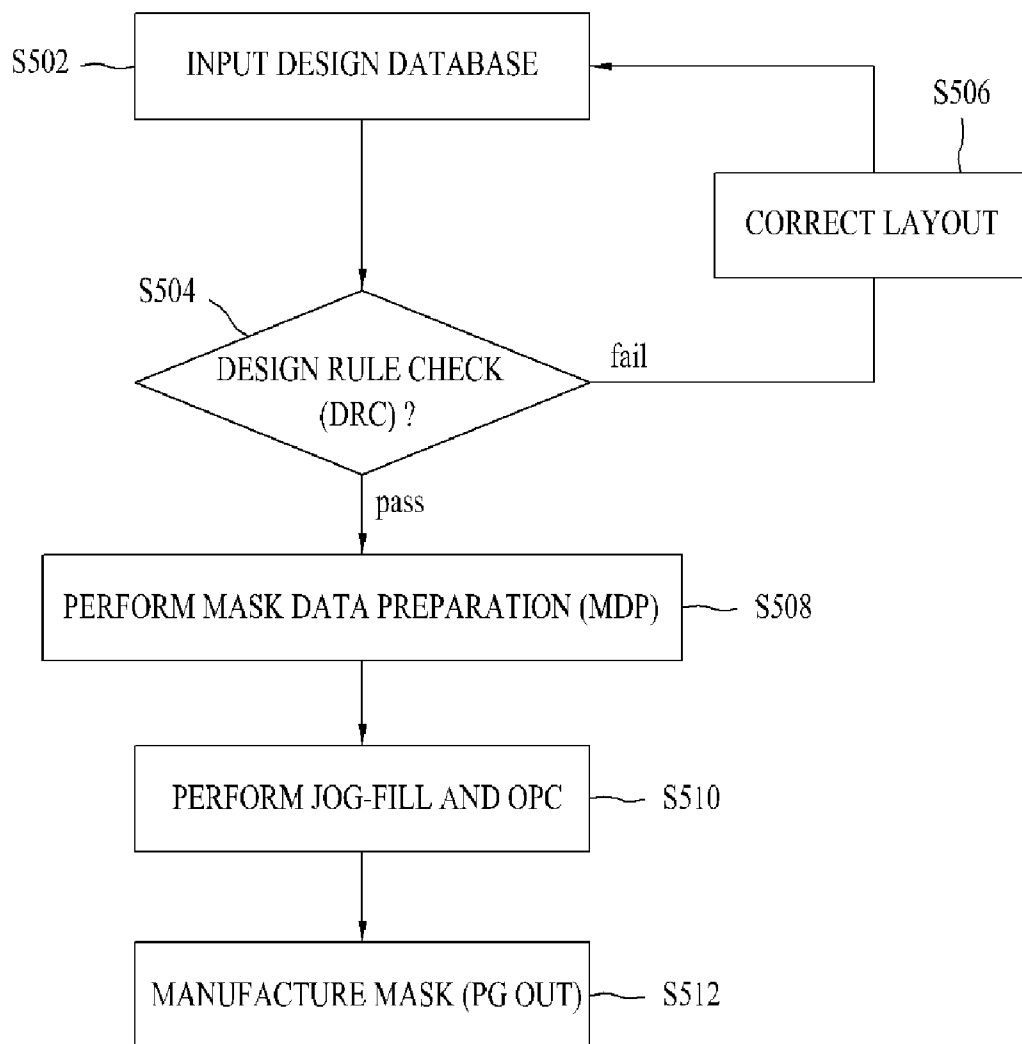 S502
INPUT DESIGN DATABASE
S506
CORRECT LAYOUT
S504
DESIGN RULE CHECK
(DRC) ?
fail
pass
PERFORM MASK DATA PREPARATION (MDP)
S508
PERFORM JOG-FILL AND OPC
S510
MANUFACTURE MASK (PG OUT)
S512